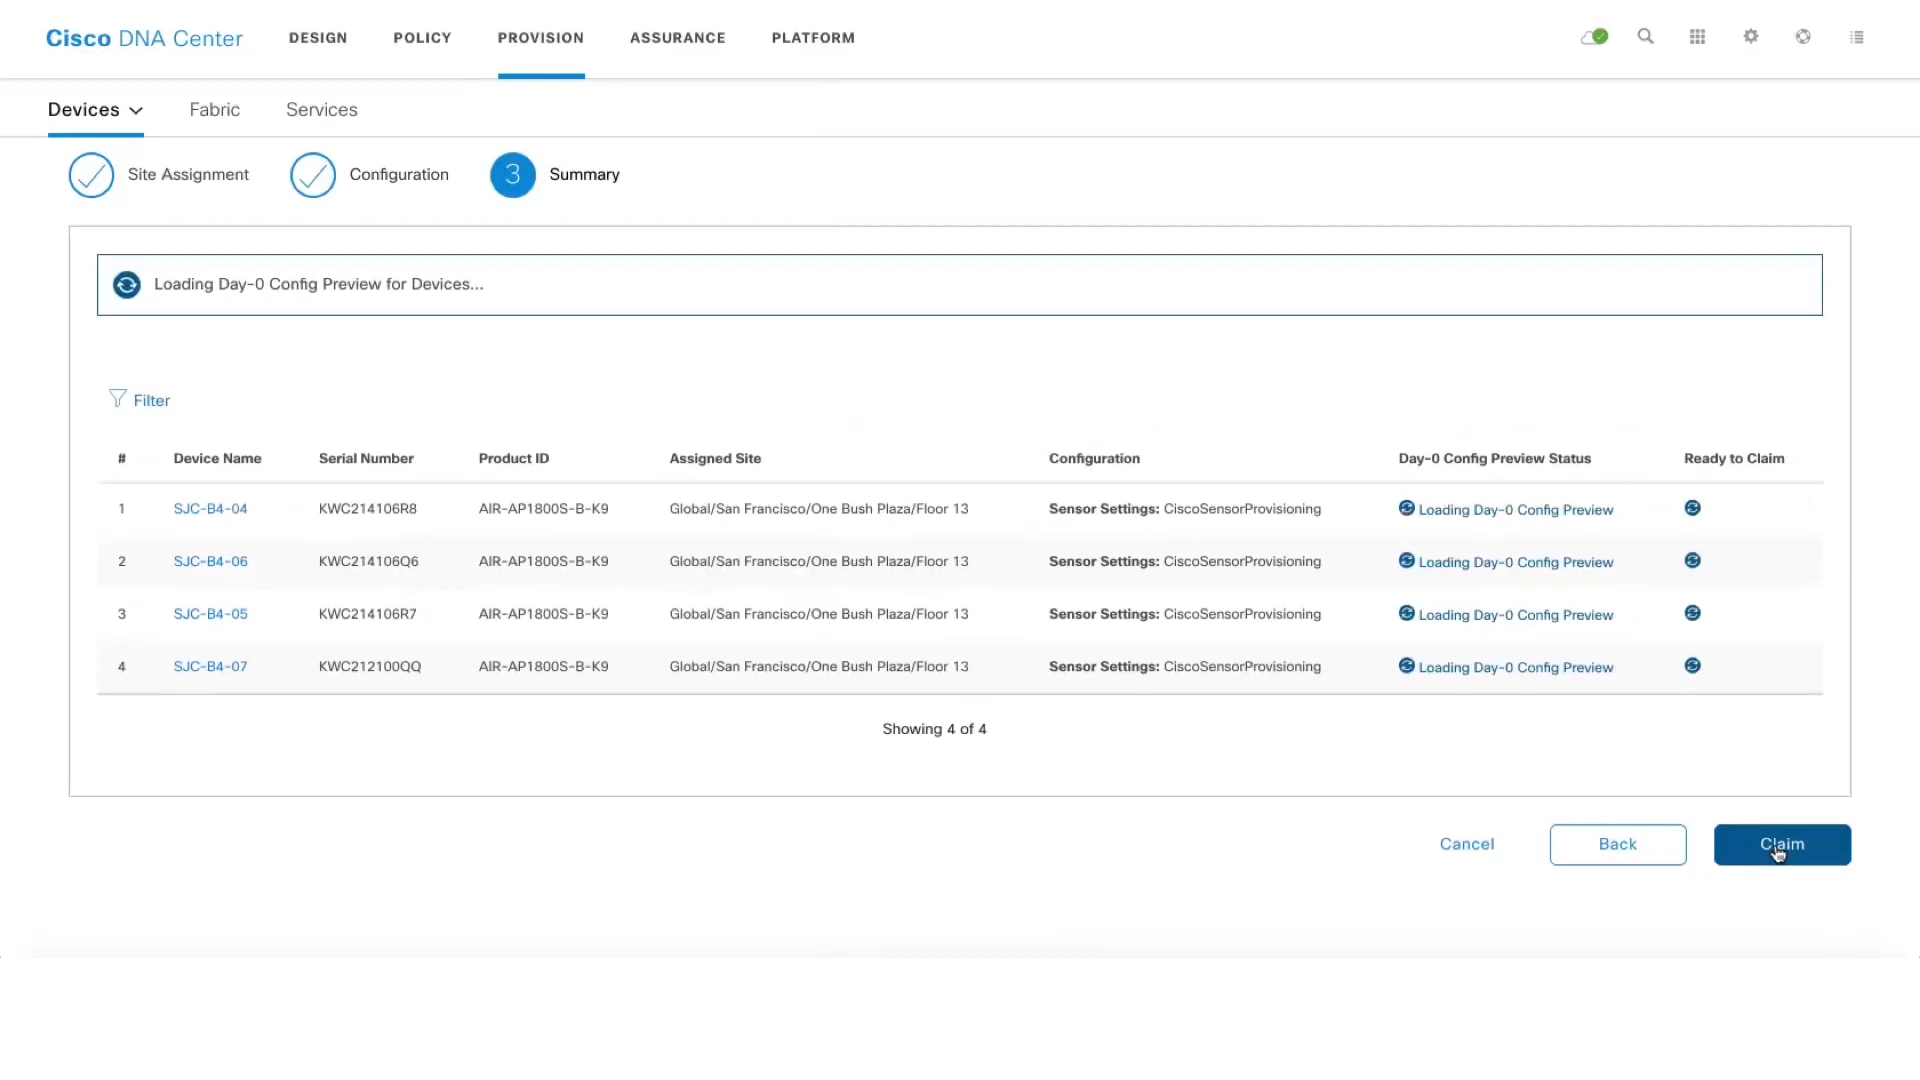 Cisco DNA Center DESIGN POLICY PROVISION ASSURANCE PLATFORM
Devices Fabric Services
Site Assignment Configuration 3 Summary
Loading Day-0 Config Preview for Devices...
Filter
# Device Name Serial Number Product ID Assigned Site Configuration Day-0 Config Preview Status Ready to Claim
1 SJC-B4-04 KWC214106R8 AIR-AP1800S-B-K9 Global/San Francisco/One Bush Plaza/Floor 13 Sensor Settings: CiscoSensorProvisioning Loading Day-0 Config Preview
2 SJC-B4-06 KWC214106Q6 AIR-AP1800S-B-K9 Global/San Francisco/One Bush Plaza/Floor 13 Sensor Settings: CiscoSensorProvisioning Loading Day-0 Config Preview
3 SJC-B4-05 KWC214106R7 AIR-AP1800S-B-K9 Global/San Francisco/One Bush Plaza/Floor 13 Sensor Settings: CiscoSensorProvisioning Loading Day-0 Config Preview
4 SJC-B4-07 KWC212100QQ AIR-AP1800S-B-K9 Global/San Francisco/One Bush Plaza/Floor 13 Sensor Settings: CiscoSensorProvisioning Loading Day-0 Config Preview
Showing 4 of 4
Cancel Back Claim